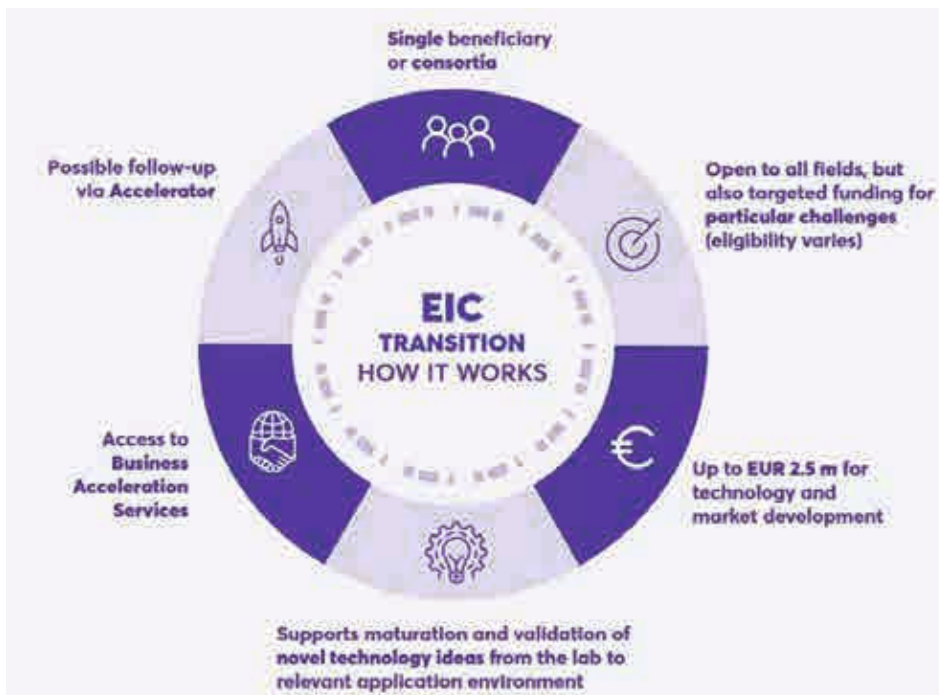 Single beneficiary
or consortia
Open to all fields, but
also targeted funding for
particular challenges
(eligibility varies)
€
Up to EUR 2.5 m for
technology and
market development
Supports maturation and validation of
novel technology ideas from the lab to
relevant application environment
Access to
Business
Acceleration
Services
Possible follow-up
via Accelerator
EIC
TRANSITION
HOW IT WORKS